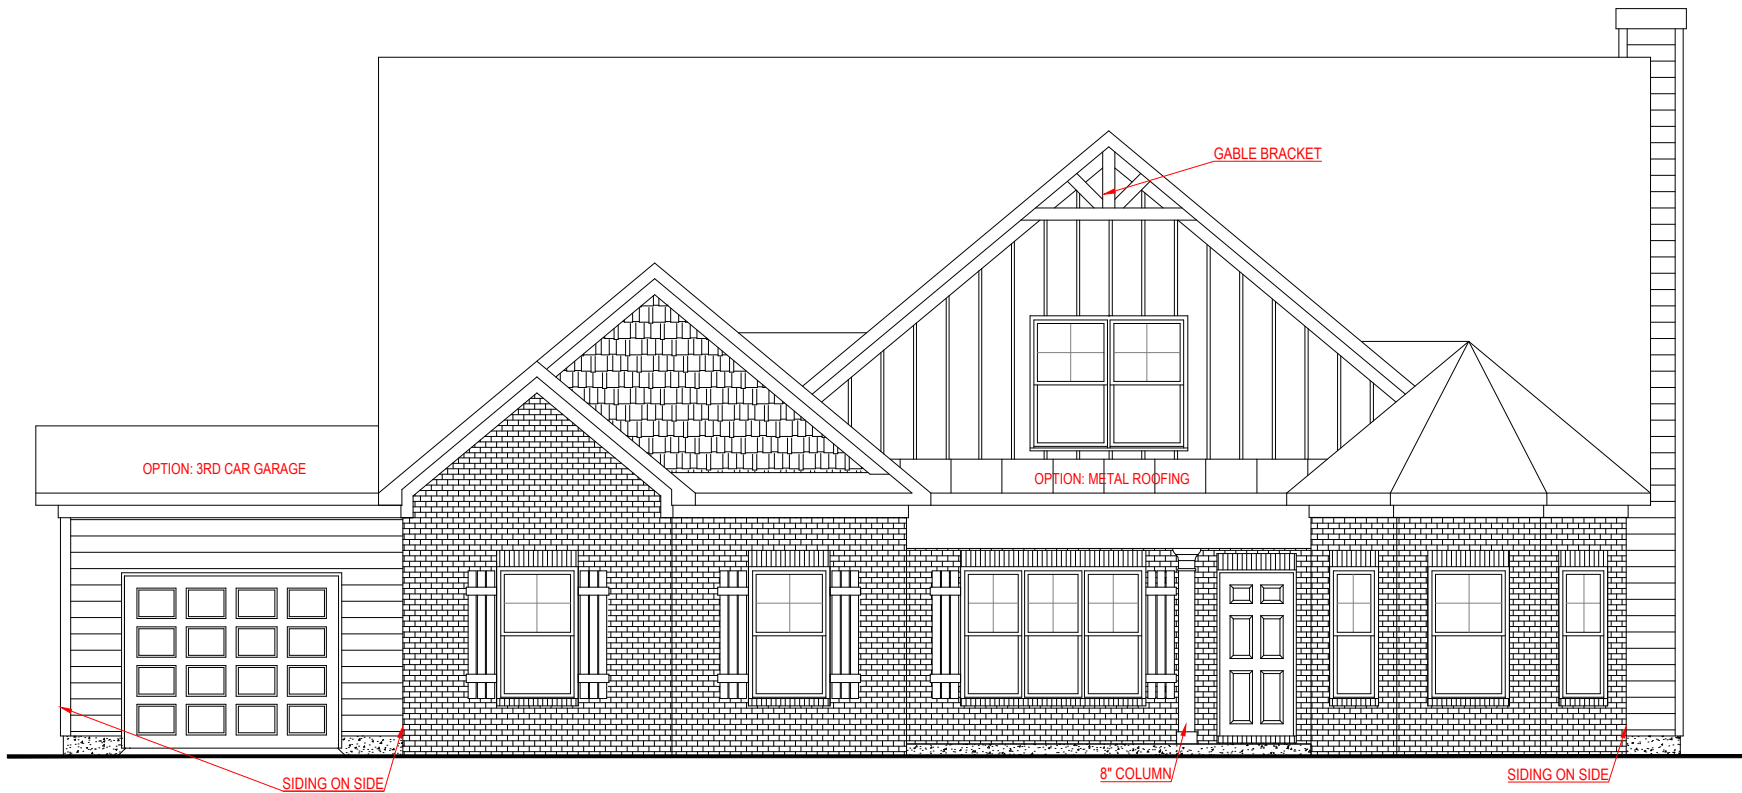 GABLE BRACKET
OPTION: 3RD CAR GARAGE
OPTION: METAL ROOFING
SIDING ON SIDE
8" COLUMN
SIDING ON SIDE